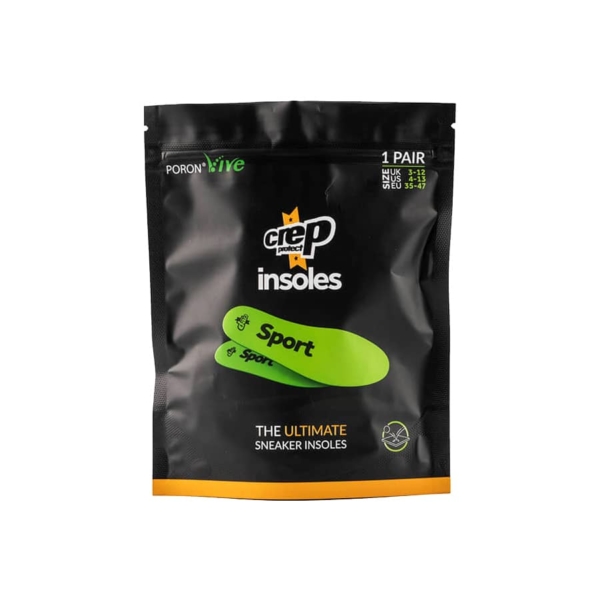 PORON® Vive
1 PAIR
SIZE
UK 3-12
US 4-13
EU 35-47
crep
protect
insoles
Sport
Sport
THE ULTIMATE
SNEAKER INSOLES